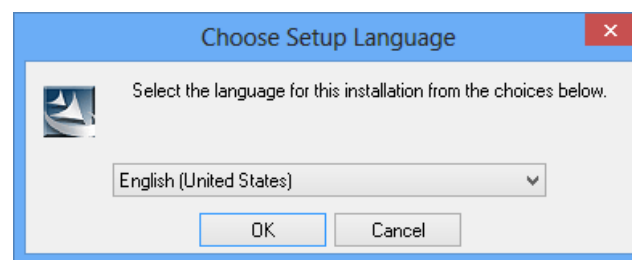 Choose Setup Language
Select the language for this installation from the choices below.
English (United States)
OK Cancel